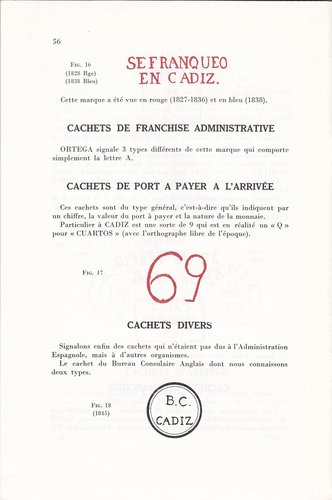 56
FIG. 16
(1828 Rge)
(1838 Bleu)
SEFRANQUEO
EN CADIZ.
Cette marque a été vue en rouge (1827-1836) et en bleu (1838).
CACHETS DE FRANCHISE ADMINISTRATIVE
ORTEGA signale 3 types différents de cette marque qui comporte
simplement la lettre A.
CACHETS DE PORT A PAYER A L'ARRIVÉE
Ces cachets sont du type général, c'est-à-dire qu'ils indiquent par
un chiffre, la valeur du port à payer et la nature de la monnaie.
Particulier à CADIZ est une sorte de 9 qui est en réalité un « Q »
pour « CUARTOS » (avec l'orthographe libre de l'époque).
FIG. 17
69
CACHETS DIVERS
Signalons enfin des cachets qui n'étaient pas dus à l'Administration
Espagnole, mais à d'autres organismes.
Le cachet du Bureau Consulaire Anglais dont nous connaissons
deux types.
FIG. 18
(1845)
B.C.
CADIZ